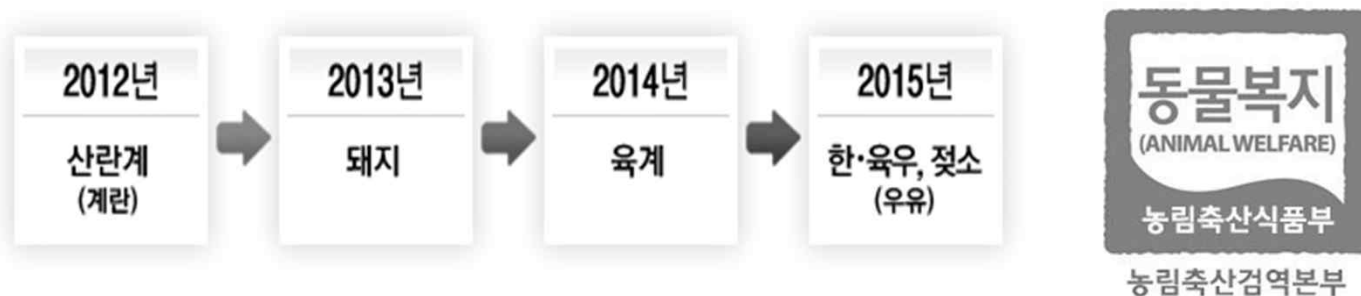 2012년
산란계
(계란)
2013년
돼지
2014년
육계
2015년
한·육우, 젖소
(우유)
동물복지
(ANIMAL WELFARE)
농림축산식품부
농림축산검역본부